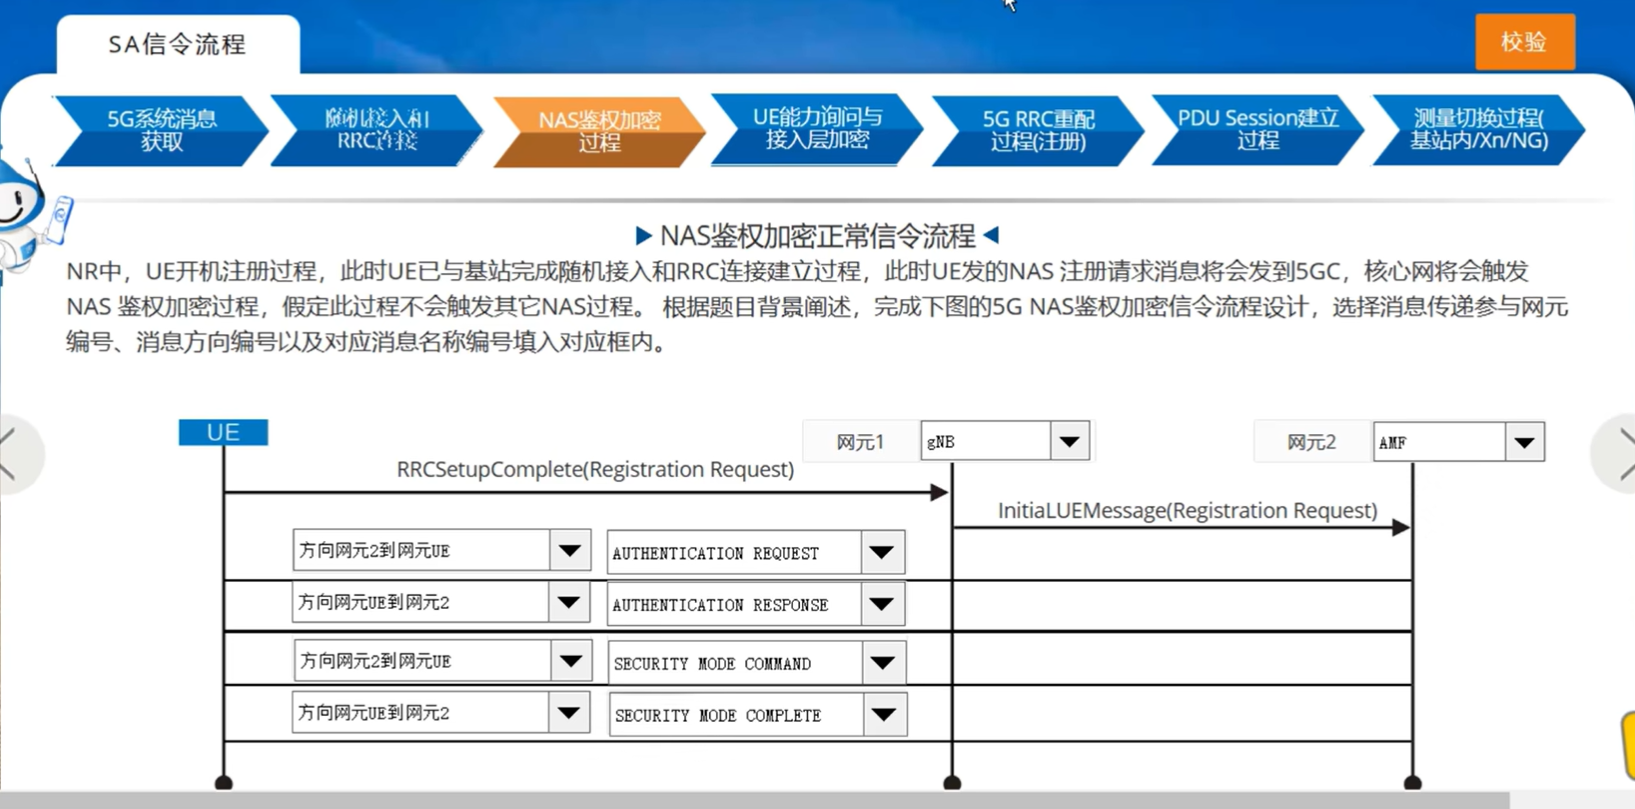 SA信令流程
校验
5G系统消息
获取
随机接入和
RRC连接
NAS鉴权加密
过程
UE能力询问与
接入层加密
5G RRC重配
过程(注册)
PDU Session建立
过程
测量切换过程(
基站内/Xn/NG)
NAS鉴权加密正常信令流程
NR中，UE开机注册过程，此时UE已与基站完成随机接入和RRC连接建立过程，此时UE发的NAS 注册请求消息将会发到5GC，核心网将会触发
NAS 鉴权加密过程，假定此过程不会触发其它NAS过程。 根据题目背景阐述，完成下图的5G NAS鉴权加密信令流程设计，选择消息传递参与网元
编号、消息方向编号以及对应消息名称编号填入对应框内。
UE
网元1 gNB
网元2 AMF
RRCSetupComplete(Registration Request)
InitiaLUEMessage(Registration Request)
方向网元2到网元UE AUTHENTICATION REQUEST
方向网元UE到网元2 AUTHENTICATION RESPONSE
方向网元2到网元UE SECURITY MODE COMMAND
方向网元UE到网元2 SECURITY MODE COMPLETE